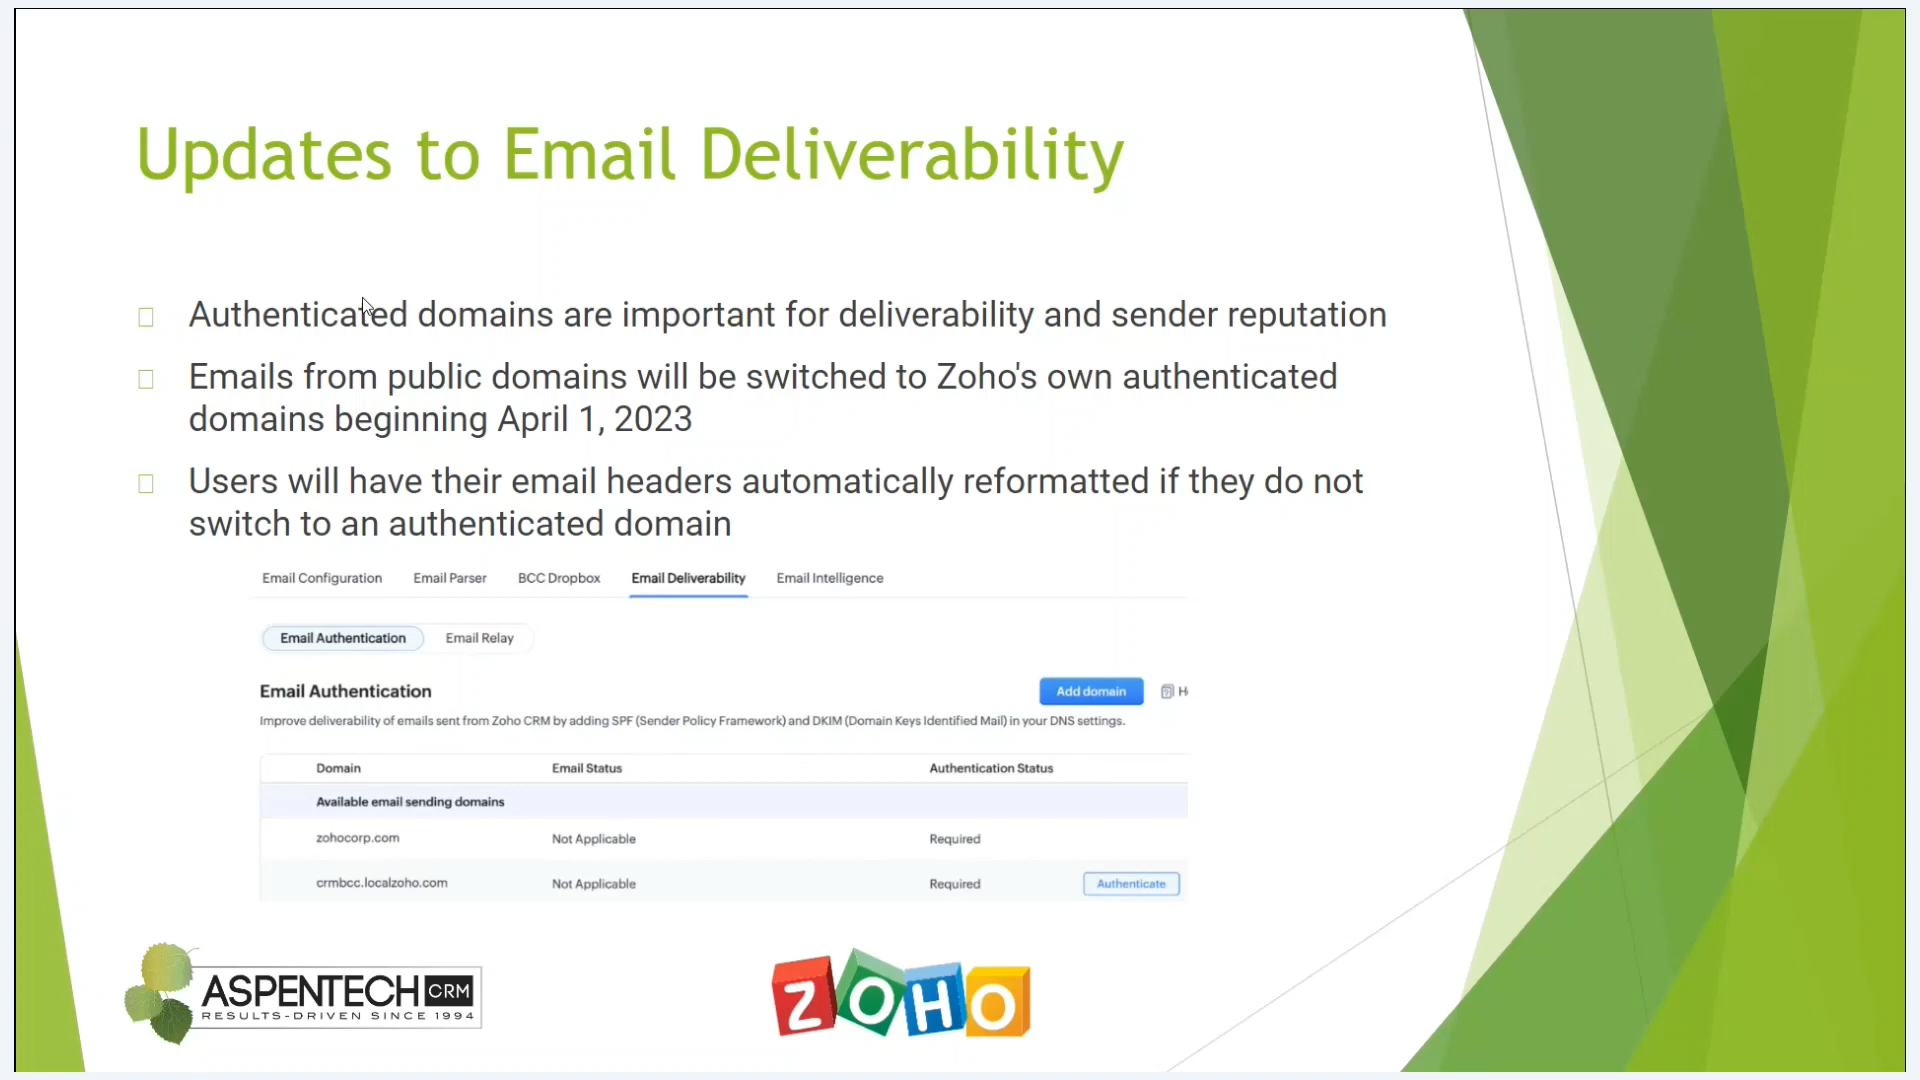 Updates to Email Deliverability
Authenticated domains are important for deliverability and sender reputation
Emails from public domains will be switched to Zoho's own authenticated
domains beginning April 1, 2023
Users will have their email headers automatically reformatted if they do not
switch to an authenticated domain
Email Configuration Email Parser BCC Dropbox Email Deliverability Email Intelligence
Email Authentication Email Relay
Email Authentication Add domain
Improve deliverability of emails sent from Zoho CRM by adding SPF (Sender Policy Framework) and DKIM (Domain Keys Identified Mail) in your DNS settings.
Domain Email Status Authentication Status
Available email sending domains
zohocorp.com Not Applicable Required
crmbcc.localzoho.com Not Applicable Required Authenticate
ASPENTECH CRM
RESULTS-DRIVEN SINCE 1994
ZOHO